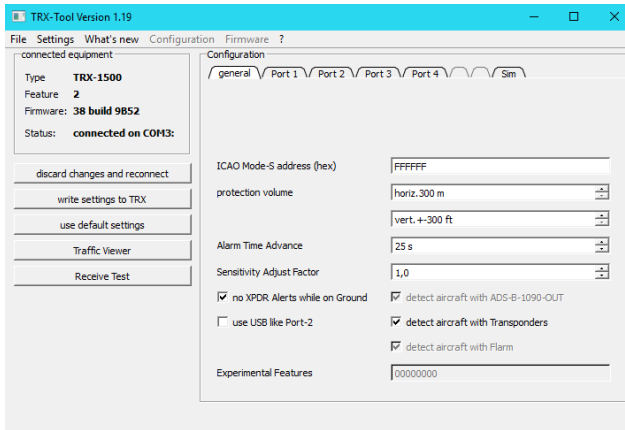 TRX-Tool Version 1.19
File Settings What's new Configuration Firmware ?
connected equipment
Type TRX-1500
Feature 2
Firmware: 38 build 9B52
Status: connected on COM3:
discard changes and reconnect
write settings to TRX
use default settings
Traffic Viewer
Receive Test
Configuration
general Port 1 Port 2 Port 3 Port 4 Sim
ICAO Mode-S address (hex) FFFFFF
protection volume horiz.300 m
vert.+-300 ft
Alarm Time Advance 25 s
Sensitivity Adjust Factor 1,0
no XPDR Alerts while on Ground detect aircraft with ADS-B-1090-OUT
use USB like Port-2 detect aircraft with Transponders
detect aircraft with Flarm
Experimental Features 00000000